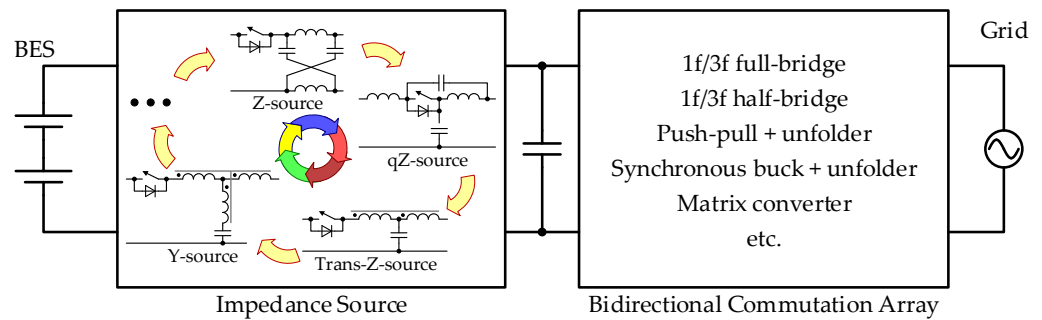 BES
Z-source
qZ-source
• • •
Y-source
Trans-Z-source
Impedance Source
1f/3f full-bridge
1f/3f half-bridge
Push-pull + unfolder
Synchronous buck + unfolder
Matrix converter
etc.
Bidirectional Commutation Array
Grid